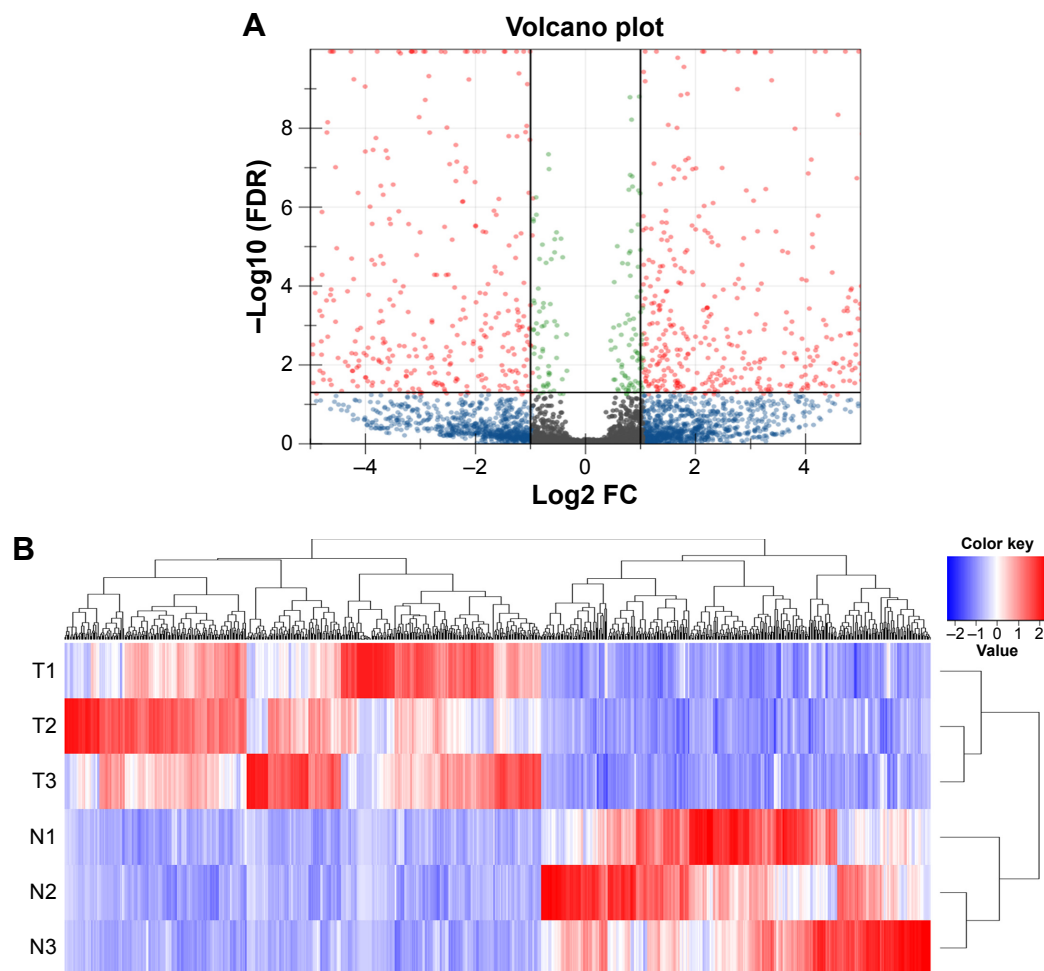 A
Volcano plot
–Log10 (FDR)
8
6
4
2
0
–4
–2
0
2
4
Log2 FC
B
Color key
–2
–1
0
1
2
Value
T1
T2
T3
N1
N2
N3